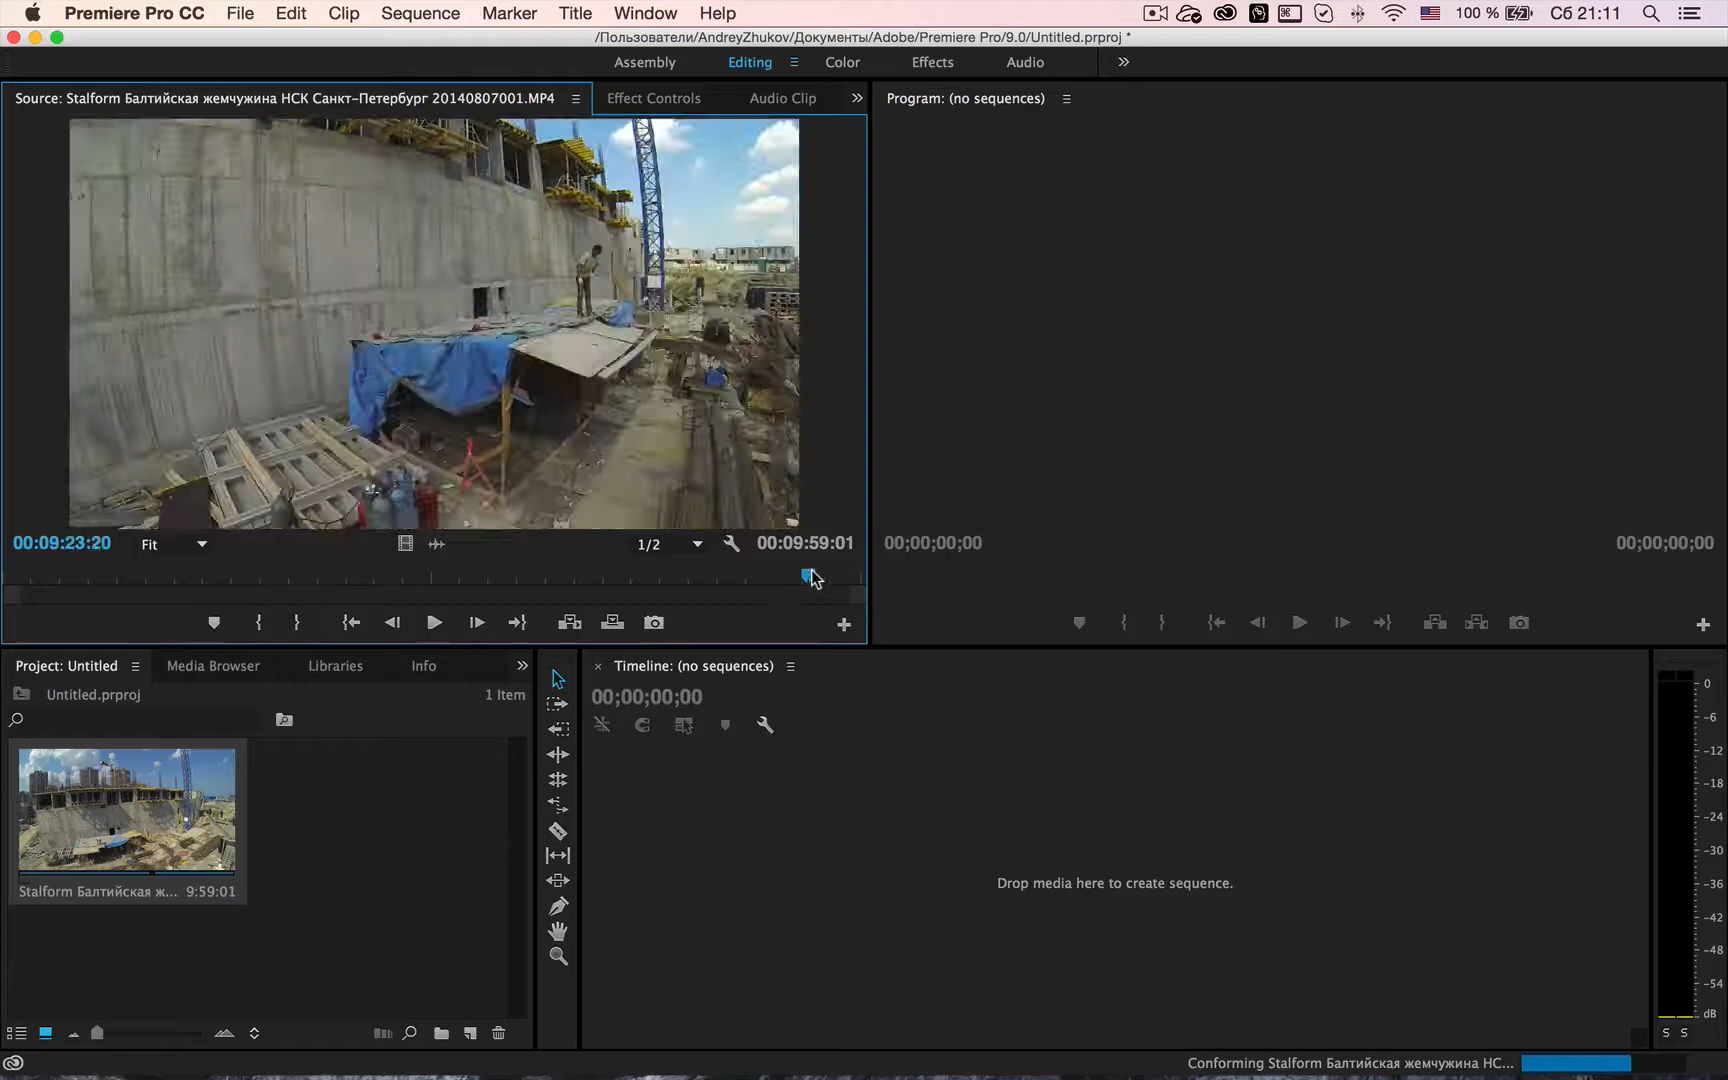 Premiere Pro CC File Edit Clip Sequence Marker Title Window Help 100 % Сб 21:11
/Пользователи/AndreyZhukov/Документы/Adobe/Premiere Pro/9.0/Untitled.prproj *
Assembly Editing Color Effects Audio
Source: Stalform Балтийская жемчужина НСК Санкт-Петербург 20140807001.MP4 Effect Controls Audio Clip
Program: (no sequences)
00:09:23:20 Fit 1/2 00:09:59:01
00;00;00;00 00;00;00;00
Project: Untitled Media Browser Libraries Info
Untitled.prproj 1 Item
Stalform Балтийская ж... 9:59:01
Timeline: (no sequences)
00;00;00;00
Drop media here to create sequence.
0
-6
-12
-18
-24
-30
-36
-42
-48
-54
dB
S S
Conforming Stalform Балтийская жемчужина НС...